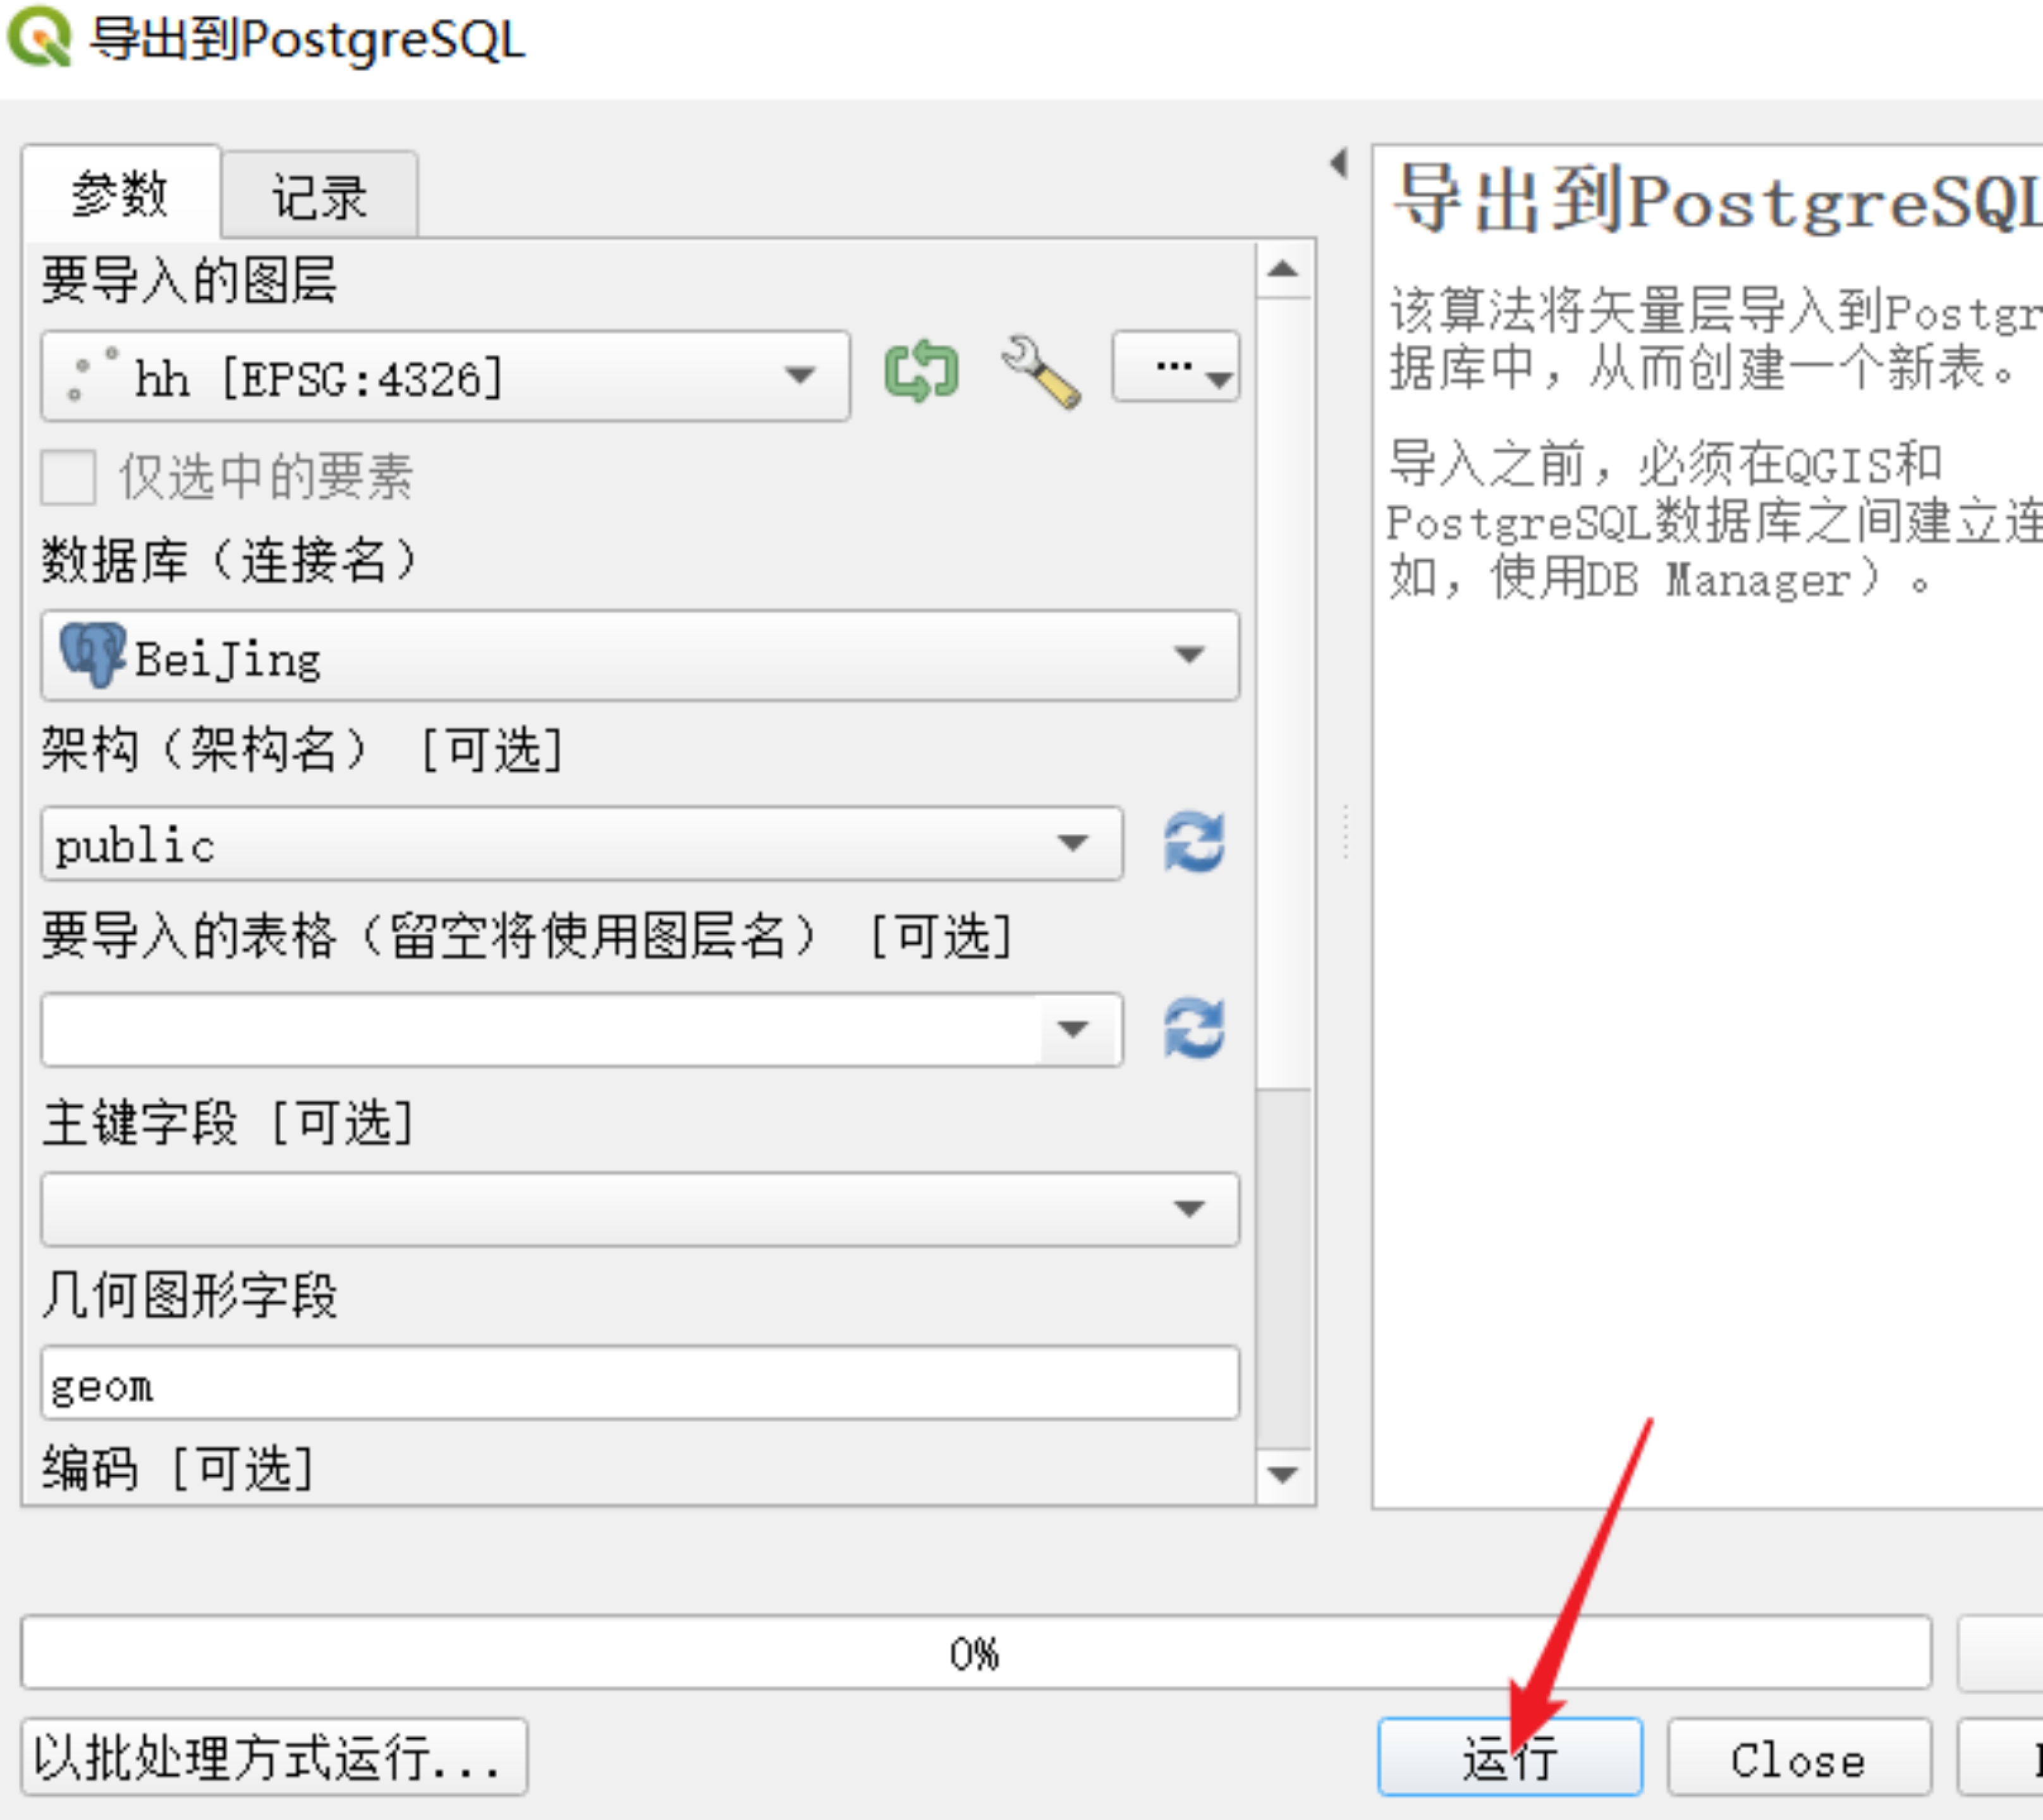 导出到PostgreSQL
参数
记录
要导入的图层
hh [EPSG:4326]
...
仅选中的要素
数据库（连接名）
BeiJing
架构（架构名） [可选]
public
要导入的表格（留空将使用图层名） [可选]
主键字段 [可选]
几何图形字段
geom
编码 [可选]
导出到PostgreSQL
该算法将矢量层导入到Postgr
据库中，从而创建一个新表。
导入之前，必须在QGIS和
PostgreSQL数据库之间建立连
如，使用DB Manager）。
0%
以批处理方式运行...
运行
Close